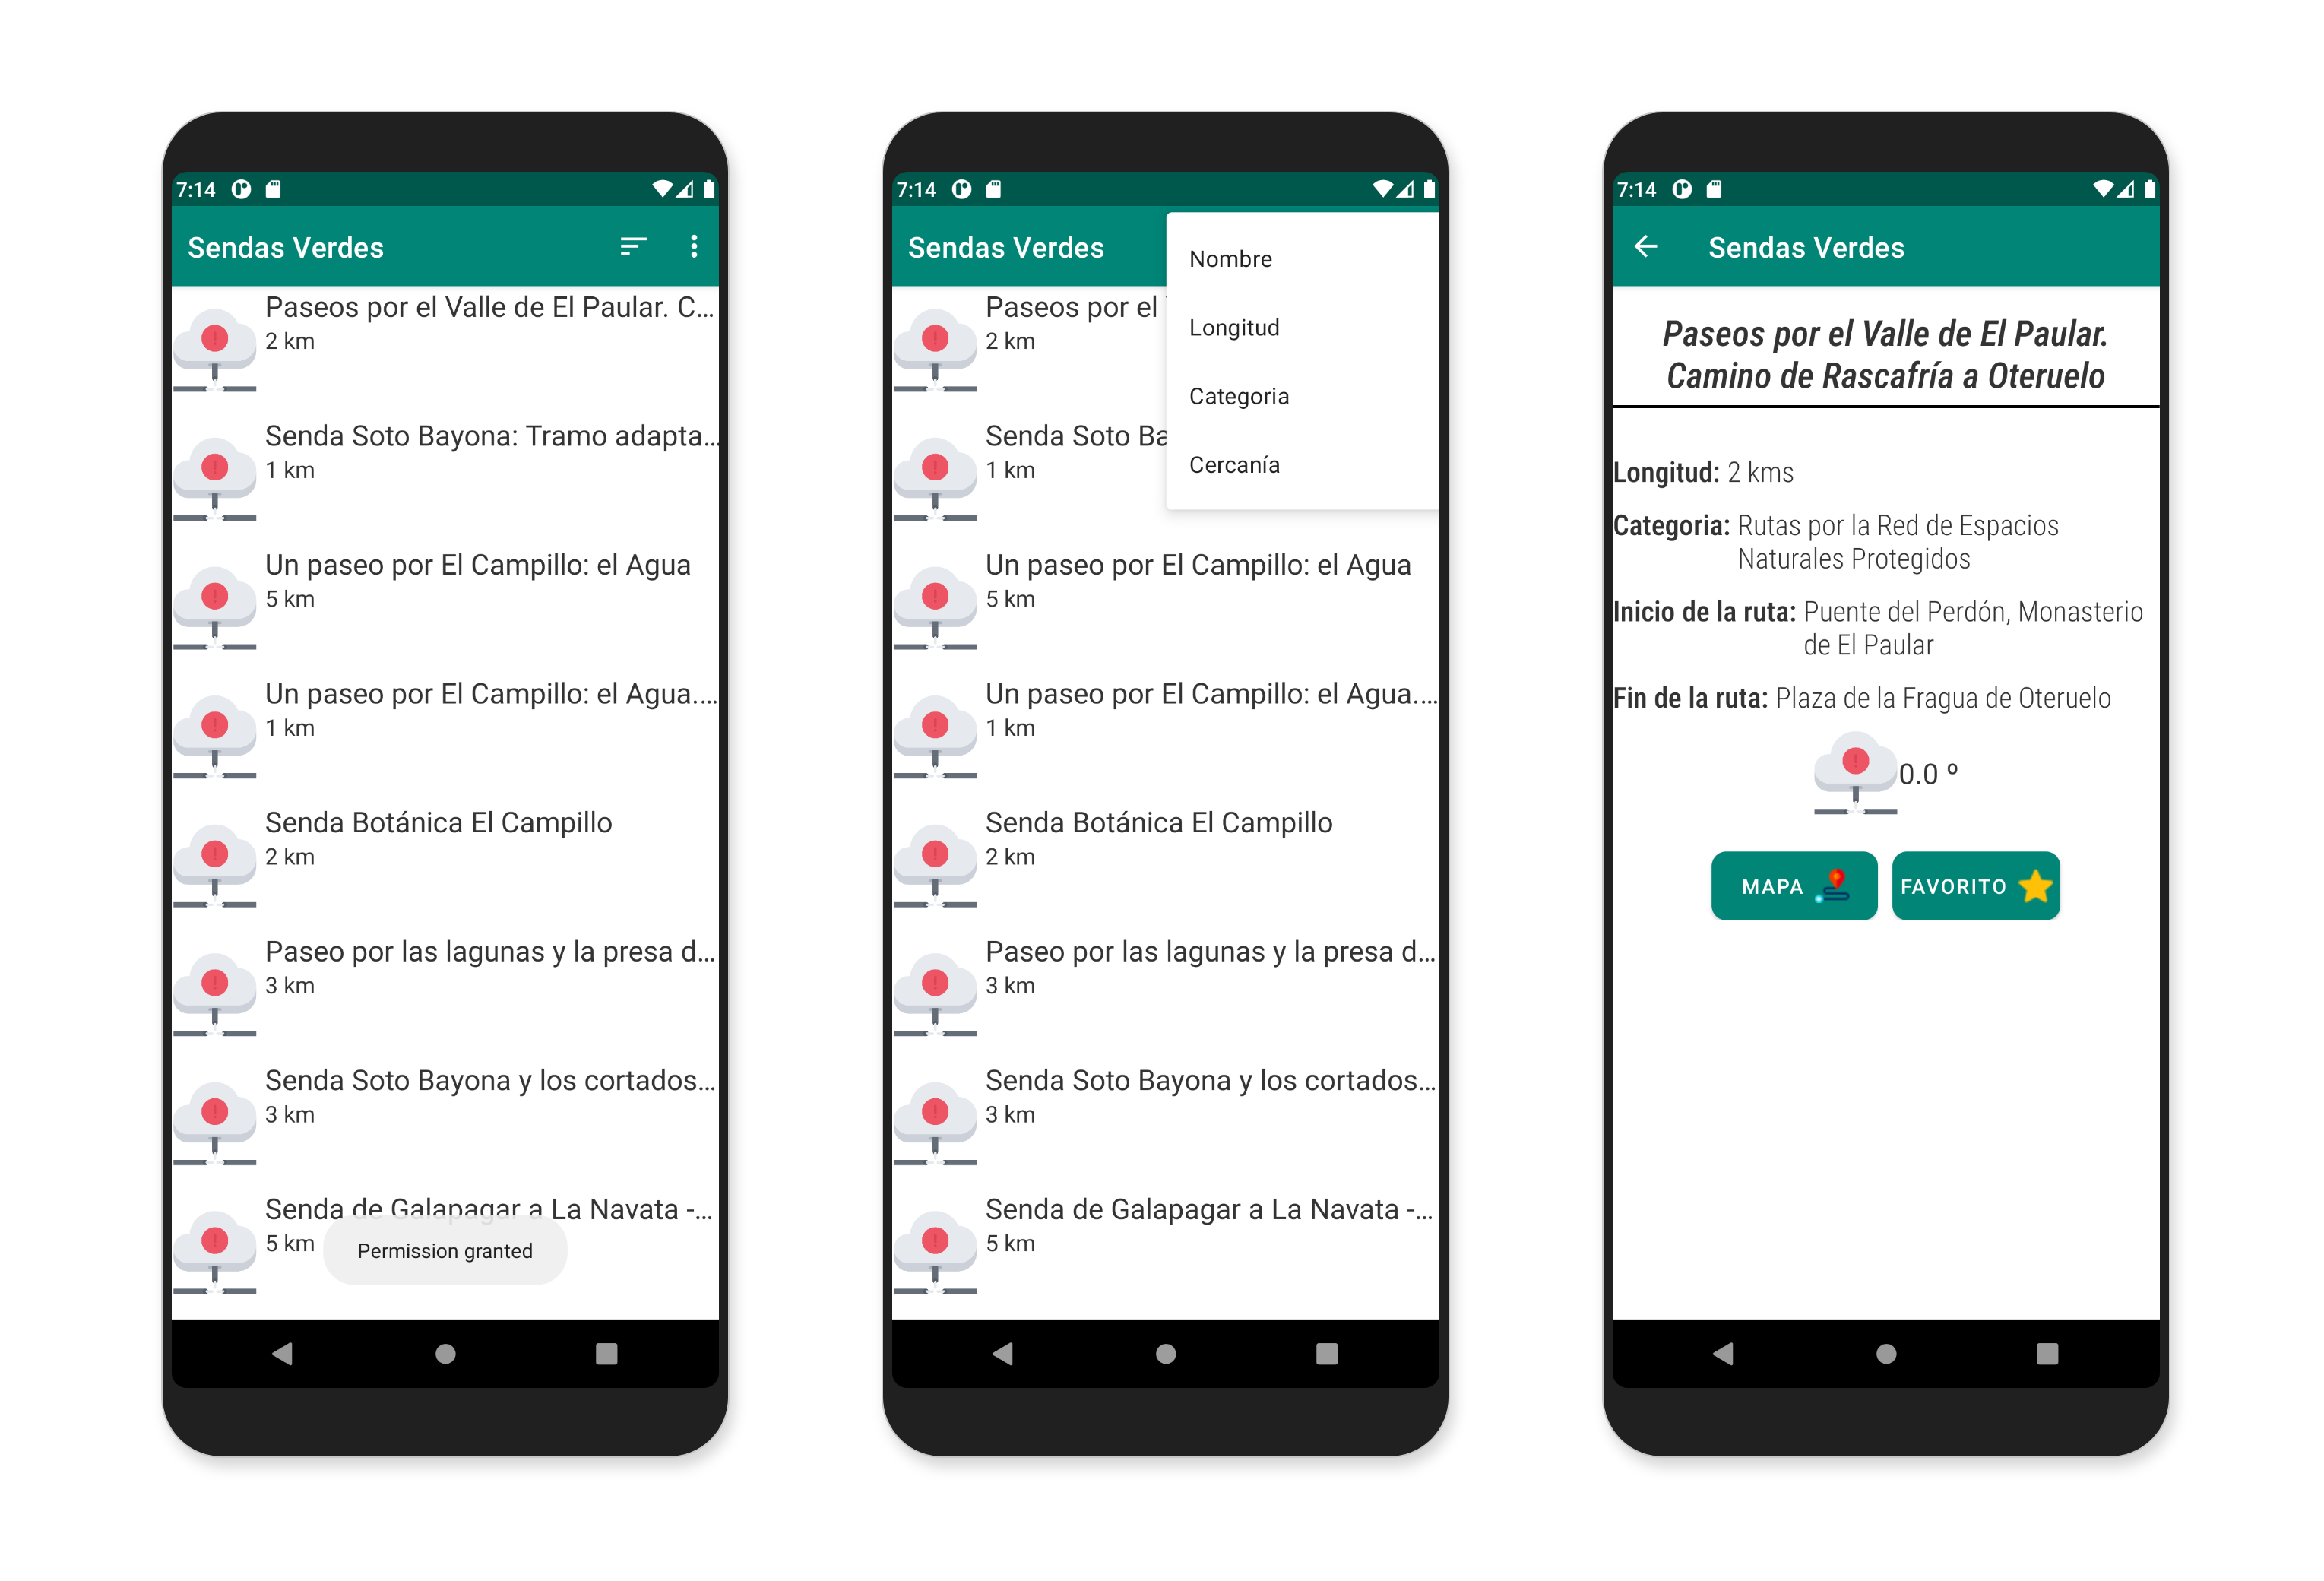 7:14
Sendas Verdes
Paseos por el Valle de El Paular. C...
2 km
Senda Soto Bayona: Tramo adapta...
1 km
Un paseo por El Campillo: el Agua
5 km
Un paseo por El Campillo: el Agua....
1 km
Senda Botánica El Campillo
2 km
Paseo por las lagunas y la presa d...
3 km
Senda Soto Bayona y los cortados...
3 km
Senda de Galapagar a La Navata -...
5 km
Permission granted
7:14
Sendas Verdes
Nombre
Longitud
Categoria
Cercanía
Paseos por el
2 km
Senda Soto Ba
1 km
Un paseo por El Campillo: el Agua
5 km
Un paseo por El Campillo: el Agua....
1 km
Senda Botánica El Campillo
2 km
Paseo por las lagunas y la presa d...
3 km
Senda Soto Bayona y los cortados...
3 km
Senda de Galapagar a La Navata -...
5 km
7:14
Sendas Verdes
Paseos por el Valle de El Paular.
Camino de Rascafría a Oteruelo
Longitud: 2 kms
Categoria: Rutas por la Red de Espacios
Naturales Protegidos
Inicio de la ruta: Puente del Perdón, Monasterio
de El Paular
Fin de la ruta: Plaza de la Fragua de Oteruelo
0.0 º
MAPA
FAVORITO